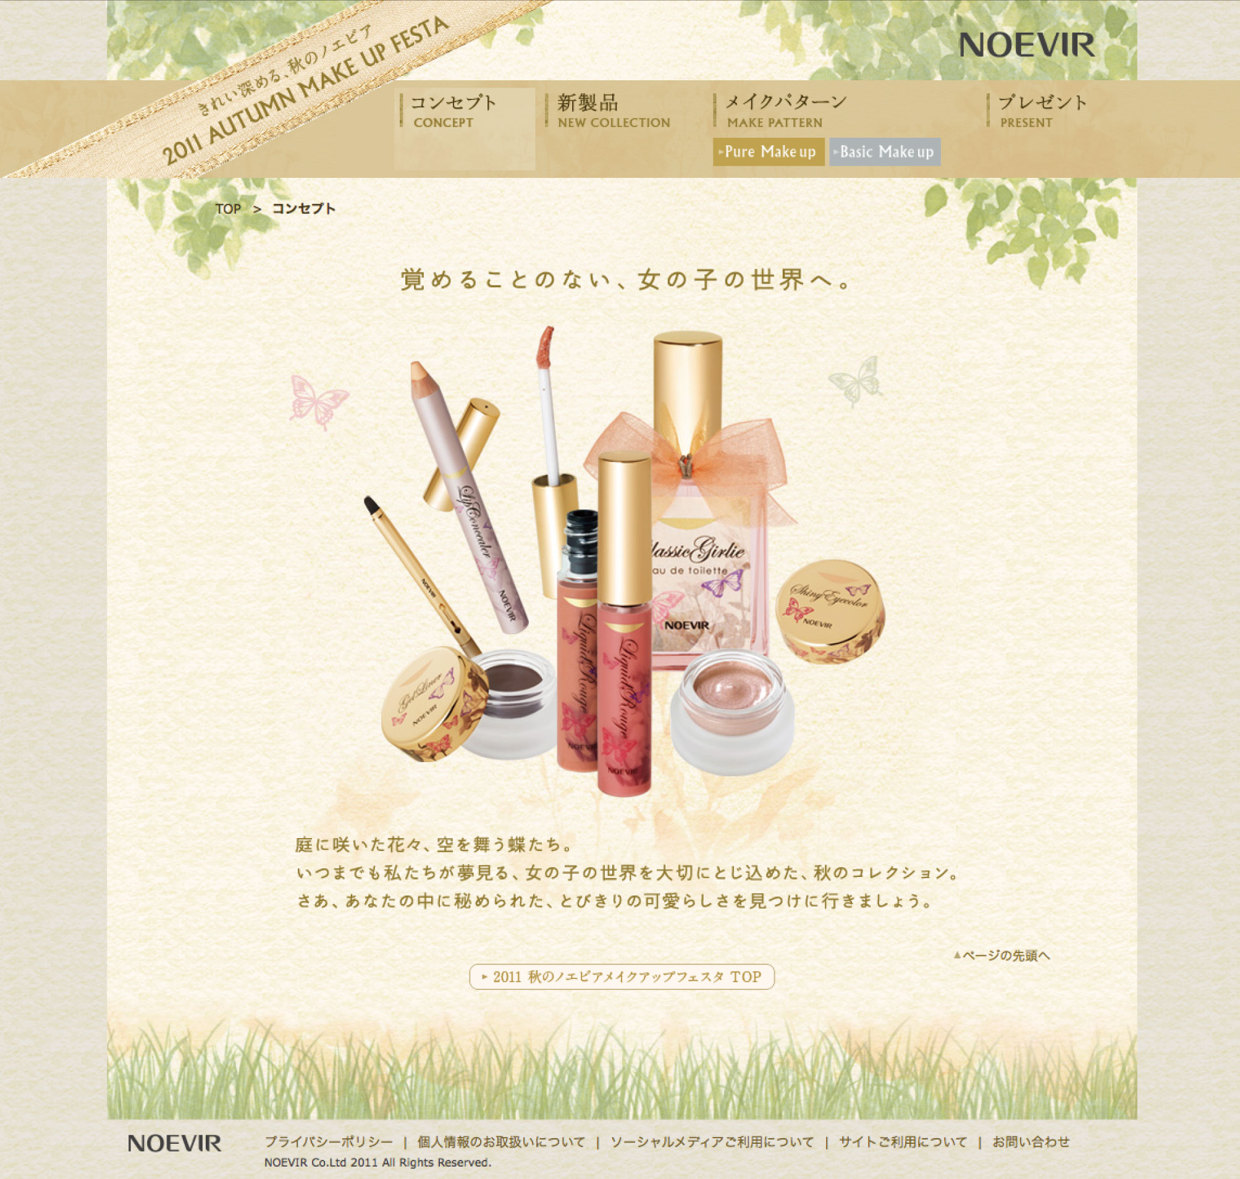 きれい深める、秋のノエビア
2011 AUTUMN MAKE UP FESTA
NOEVIR
コンセプト
CONCEPT
新製品
NEW COLLECTION
メイクパターン
MAKE PATTERN
Pure Make up
Basic Make up
プレゼント
PRESENT
TOP > コンセプト
覚めることのない、女の子の世界へ。
Lip Concealer
NOEVIR
NOEVIR
Classic Girlie
eau de toilette
NOEVIR
Shiny Eyecolor
NOEVIR
Gel Liner
NOEVIR
Liquid Rouge
NOEVIR
Liquid Rouge
NOEVIR
庭に咲いた花々、空を舞う蝶たち。
いつまでも私たちが夢見る、女の子の世界を大切にとじ込めた、秋のコレクション。
さあ、あなたの中に秘められた、とびきりの可愛らしさを見つけに行きましょう。
▲ページの先頭へ
2011 秋のノエビアメイクアップフェスタ TOP
NOEVIR
プライバシーポリシー | 個人情報のお取扱いについて | ソーシャルメディアご利用について | サイトご利用について | お問い合わせ
NOEVIR Co.Ltd 2011 All Rights Reserved.